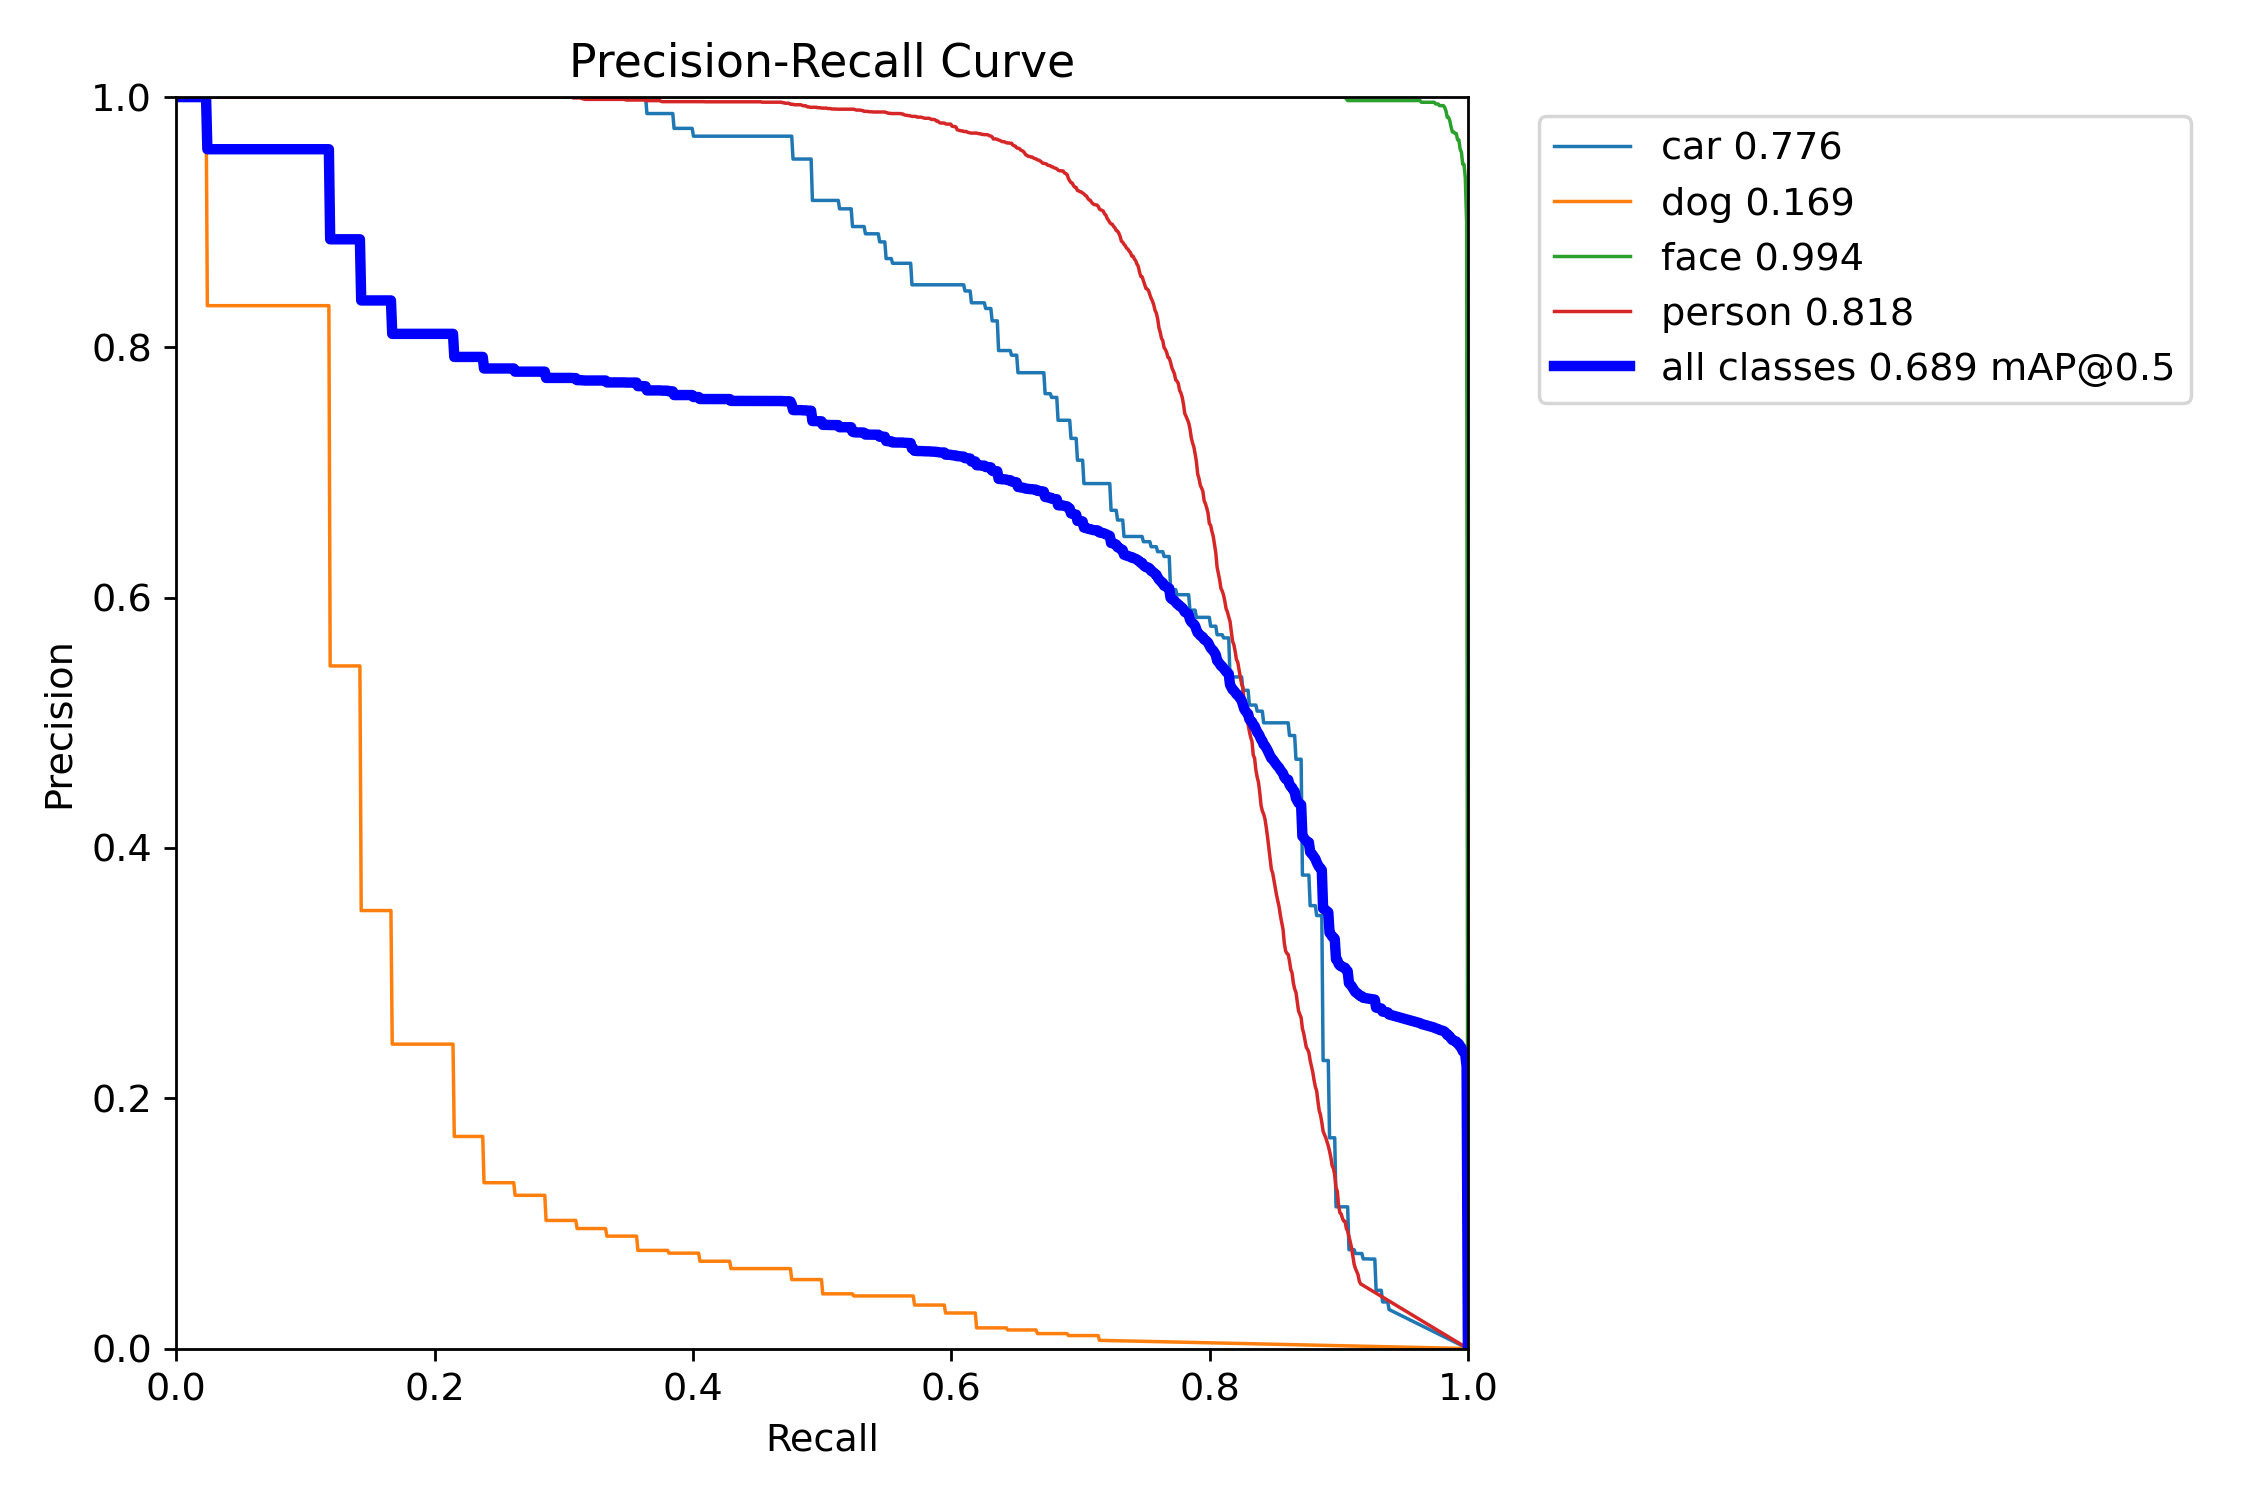 Precision-Recall Curve
1.0
0.8
0.6
0.4
0.2
0.0
Precision
0.0 0.2 0.4 0.6 0.8 1.0
Recall
car 0.776
dog 0.169
face 0.994
person 0.818
all classes 0.689 mAP@0.5